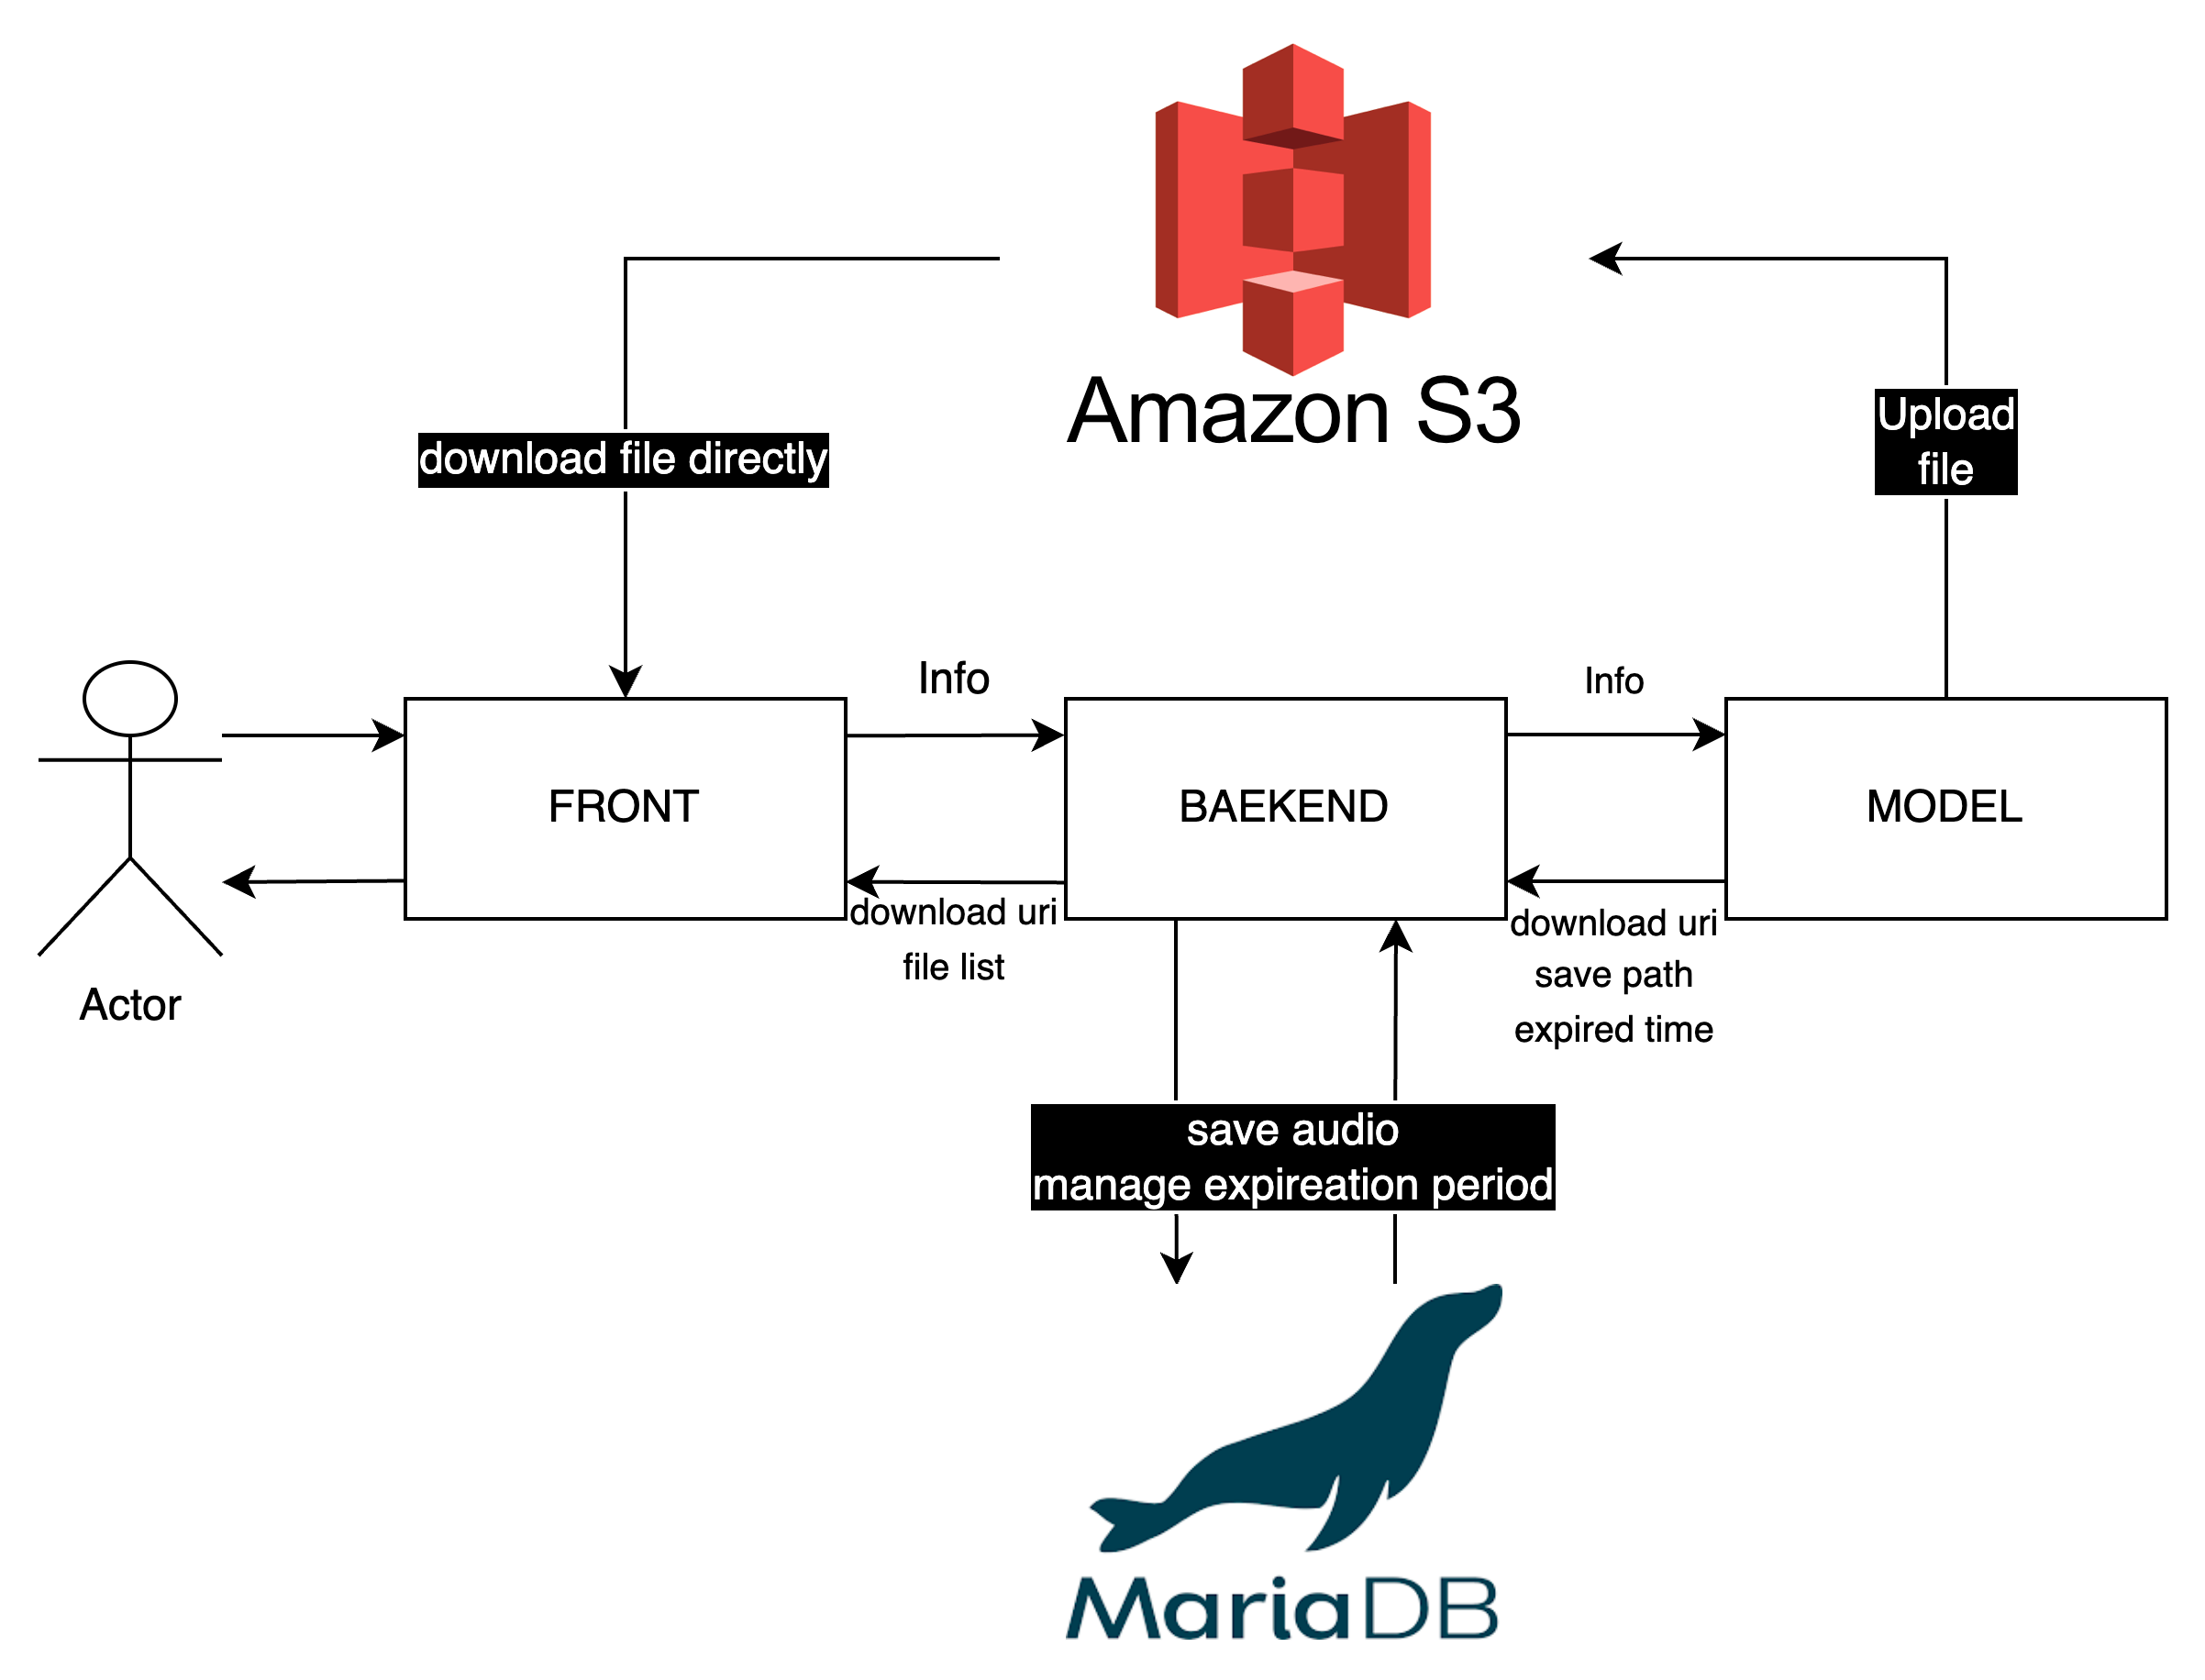 Amazon S3
download file directly
Upload
file
Info
Info
FRONT
BAEKEND
MODEL
download uri
file list
download uri
save path
expired time
Actor
save audio
manage expireation period
MariaDB